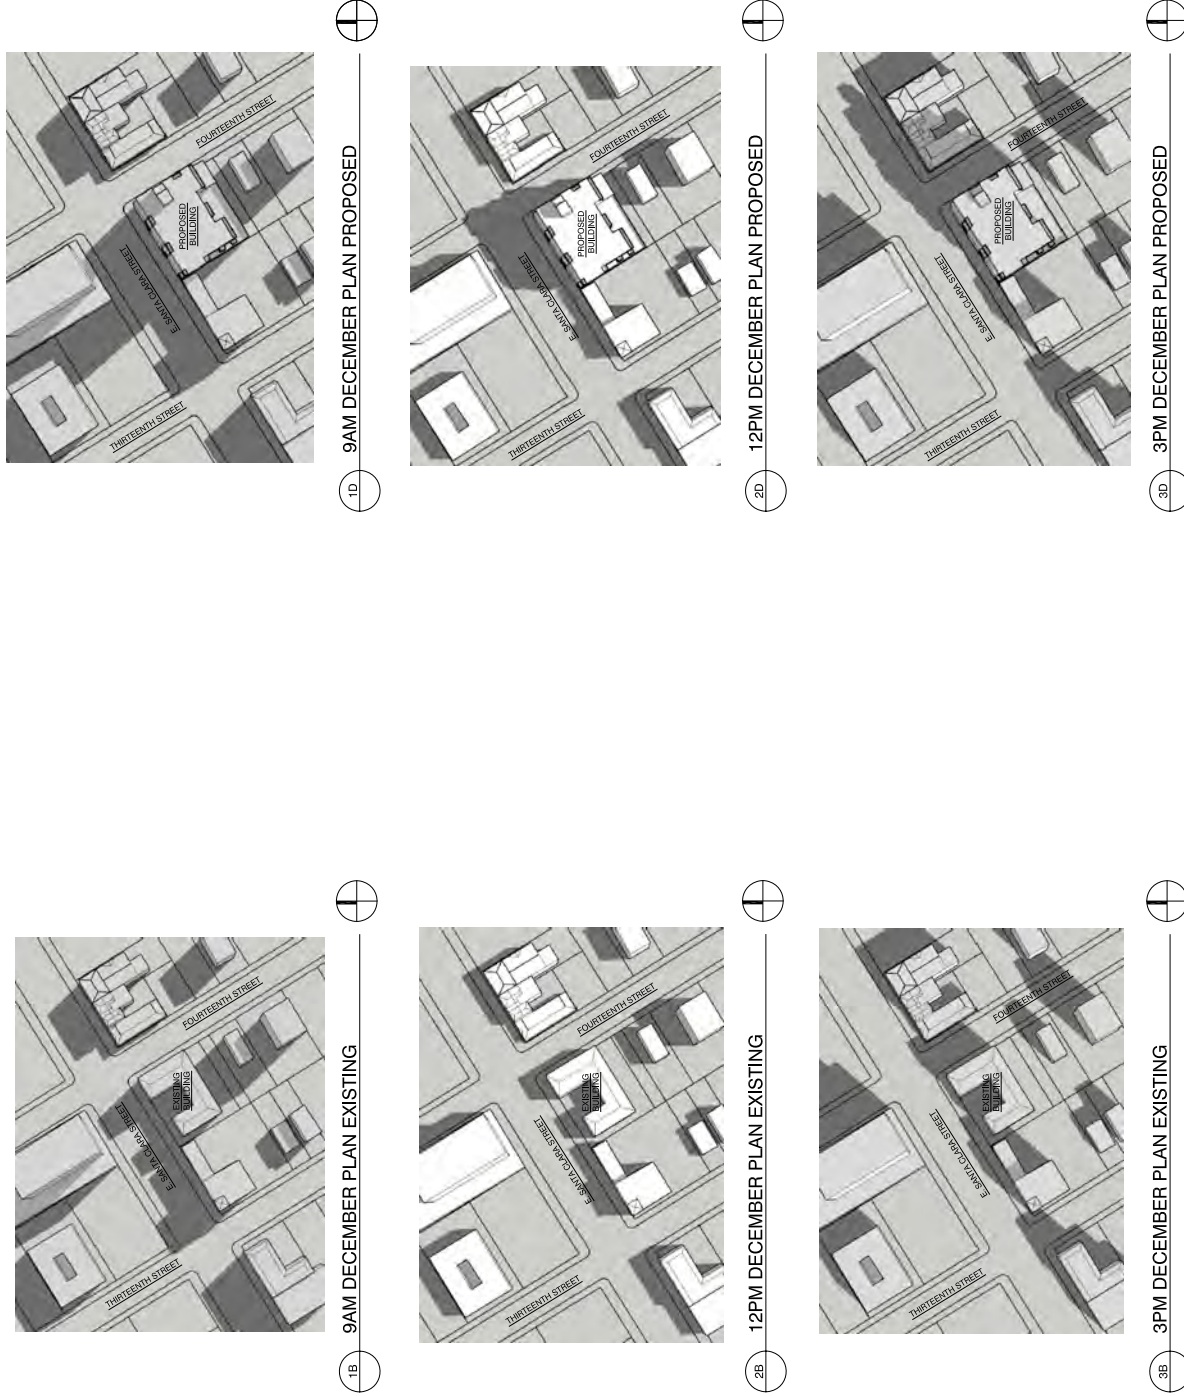 FOURTEENTH STREET
PROPOSED
BUILDING
E SANTA CLARA STREET
THIRTEENTH STREET
1D
9AM DECEMBER PLAN PROPOSED
FOURTEENTH STREET
PROPOSED
BUILDING
E SANTA CLARA STREET
THIRTEENTH STREET
2D
12PM DECEMBER PLAN PROPOSED
FOURTEENTH STREET
PROPOSED
BUILDING
E SANTA CLARA STREET
THIRTEENTH STREET
3D
3PM DECEMBER PLAN PROPOSED
FOURTEENTH STREET
EXISTING
BUILDING
E SANTA CLARA STREET
THIRTEENTH STREET
1B
9AM DECEMBER PLAN EXISTING
FOURTEENTH STREET
EXISTING
BUILDING
E SANTA CLARA STREET
THIRTEENTH STREET
2B
12PM DECEMBER PLAN EXISTING
FOURTEENTH STREET
EXISTING
BUILDING
E SANTA CLARA STREET
THIRTEENTH STREET
3B
3PM DECEMBER PLAN EXISTING